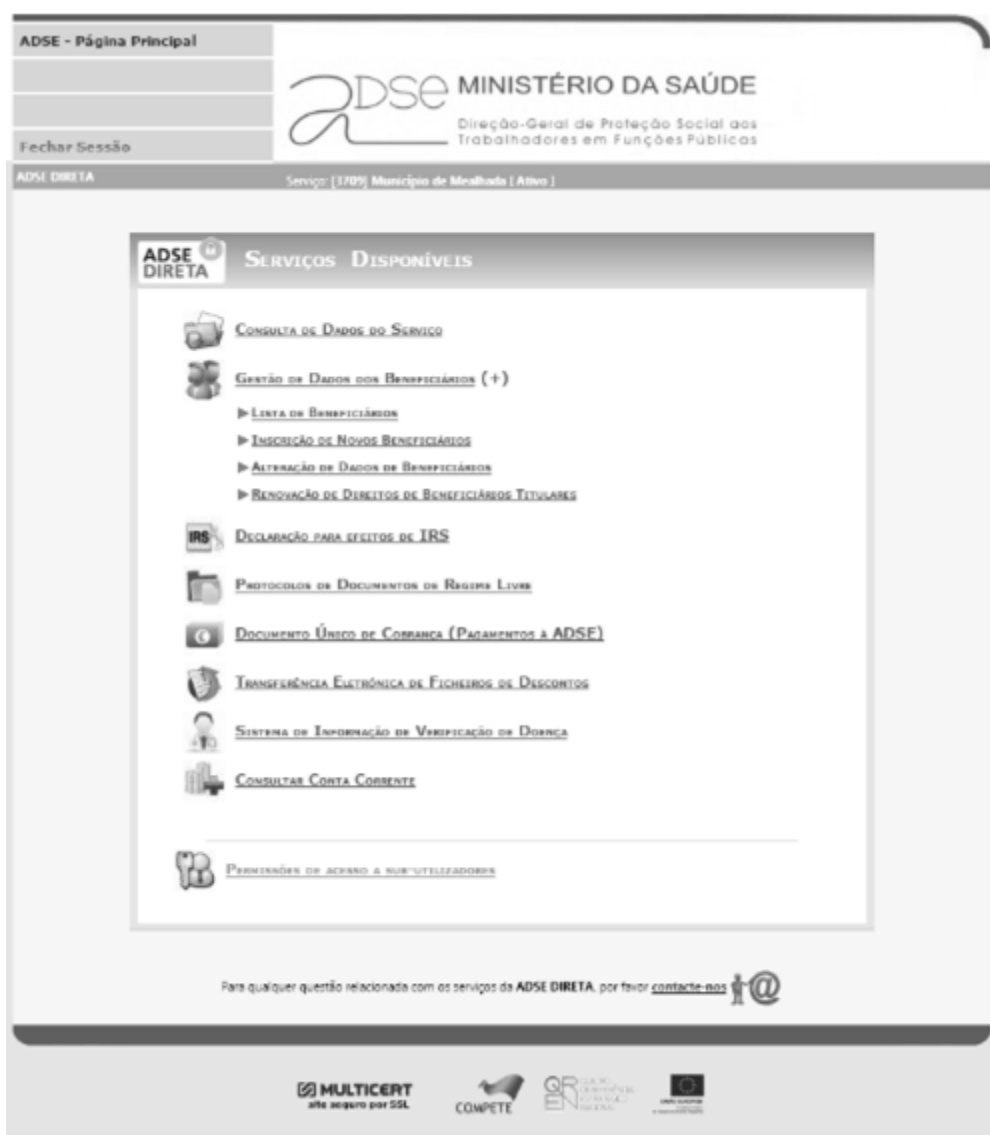 ADSE - Página Principal
Fechar Sessão
aDSe MINISTÉRIO DA SAÚDE
Direção-Geral de Proteção Social aos
Trabalhadores em Funções Públicas
ADSE DIRETA
Serviço: [3709] Município de Mealhada [ Ativo ]
ADSE DIRETA
Serviços Disponíveis
Consulta de Dados do Serviço
Gestão de Dados dos Beneficiários (+)
Lista de Beneficiários
Inscrição de Novos Beneficiários
Alteração de Dados de Beneficiários
Renovação de Direitos de Beneficiários Titulares
IRS Declaração para efeitos de IRS
Protocolos de Documentos de Regime Livre
Documento Único de Cobrança (Pagamentos à ADSE)
Transferência Eletrónica de Ficheiros de Descontos
Sistema de Informação de Verificação de Doença
Consultar Conta Corrente
Permissões de acesso a sub-utilizadores
Para qualquer questão relacionada com os serviços da ADSE DIRETA, por favor contacte-nos @
MULTICERT
site seguro por SSL
COMPETE
QREN